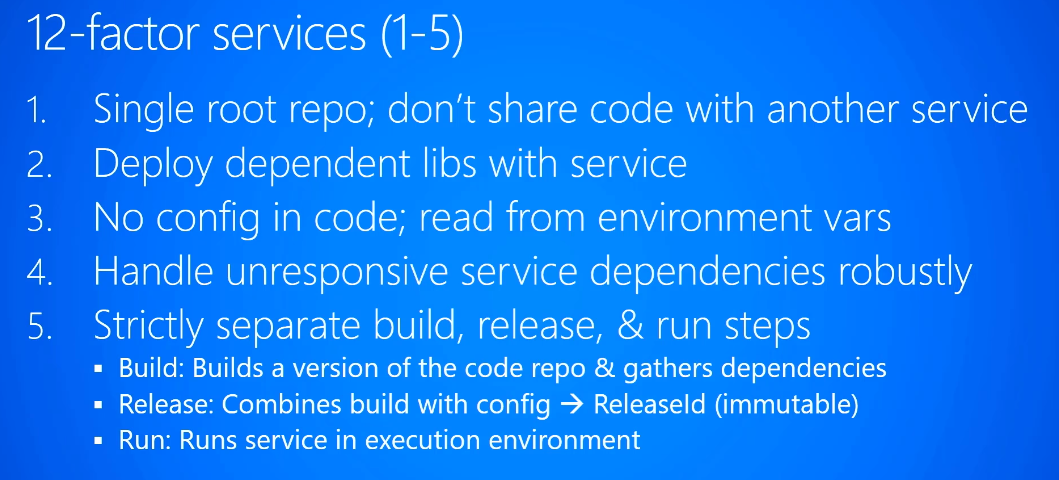 12-factor services (1-5)
1. Single root repo; don't share code with another service
2. Deploy dependent libs with service
3. No config in code; read from environment vars
4. Handle unresponsive service dependencies robustly
5. Strictly separate build, release, & run steps
▪ Build: Builds a version of the code repo & gathers dependencies
▪ Release: Combines build with config → ReleaseId (immutable)
▪ Run: Runs service in execution environment